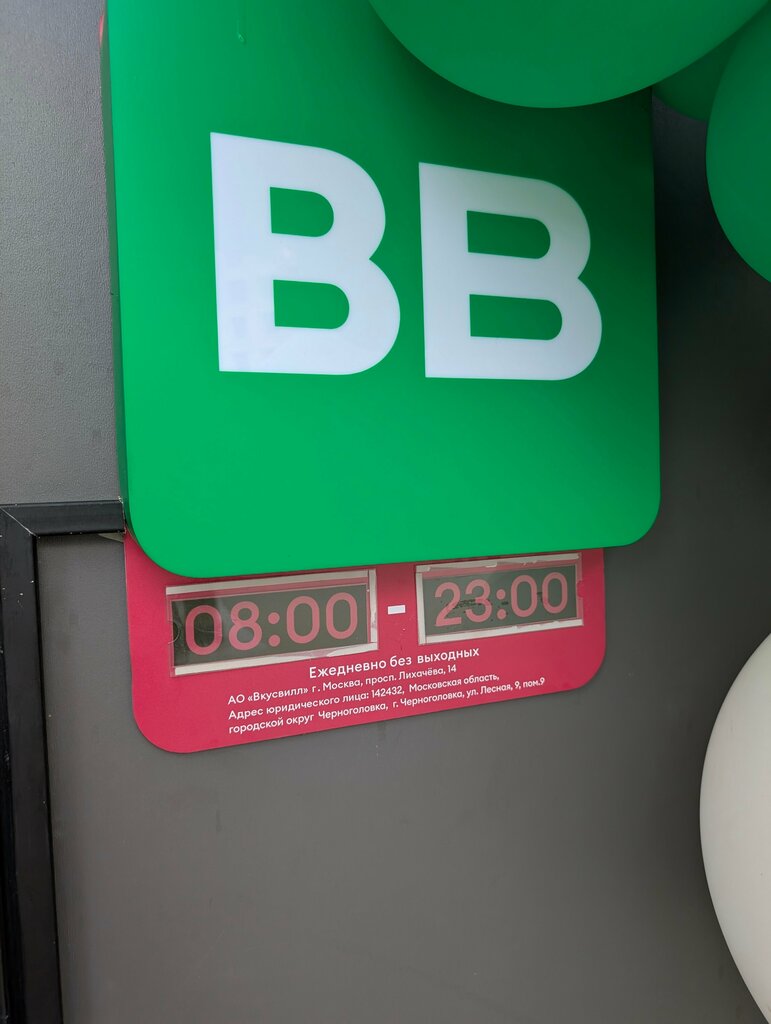 ВВ
08:00 - 23:00
Ежедневно без выходных
АО «Вкусвилл» г. Москва, просп. Лихачёва, 14
Адрес юридического лица: 142432, Московская область,
городской округ Черноголовка, г. Черноголовка, ул. Лесная, 9, пом.9